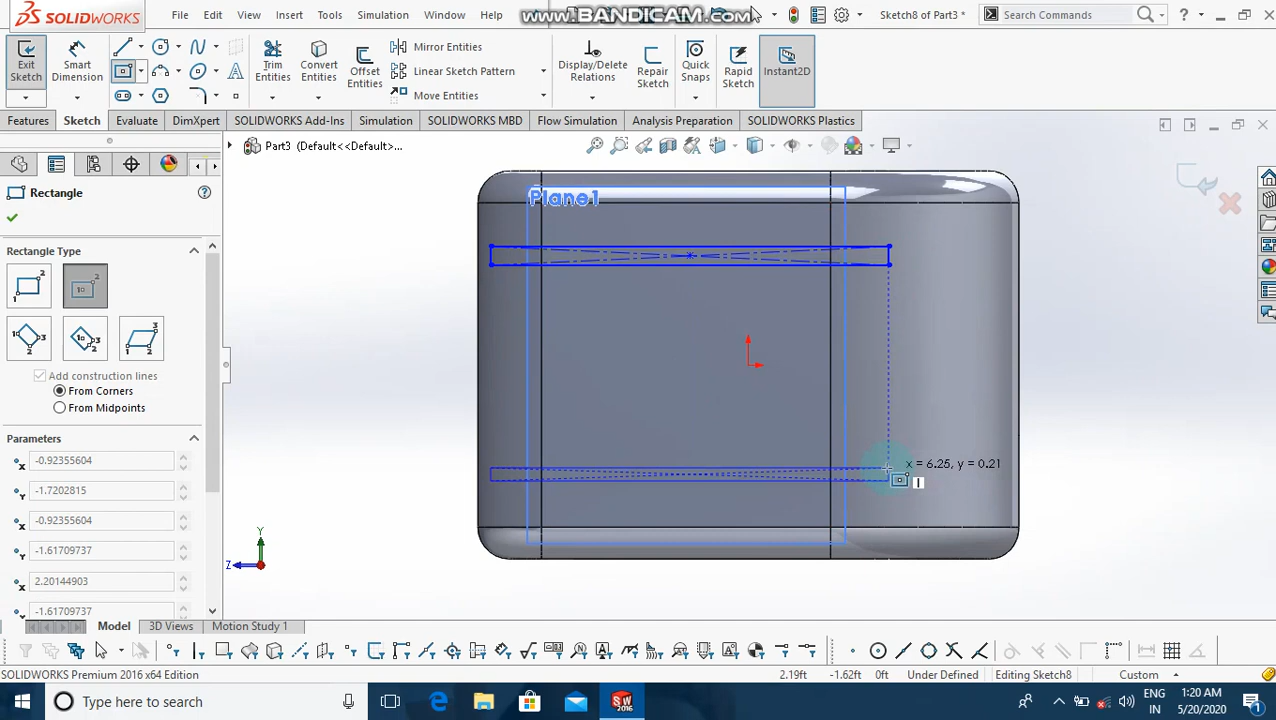 SOLIDWORKS
File Edit View Insert Tools Simulation Window Help
www.BANDICAM.com
Sketch8 of Part3 *
Search Commands
Exit Sketch
Smart Dimension
Trim Entities
Convert Entities
Offset Entities
Mirror Entities
Linear Sketch Pattern
Move Entities
Display/Delete Relations
Repair Sketch
Quick Snaps
Rapid Sketch
Instant2D
Features Sketch Evaluate DimXpert SOLIDWORKS Add-Ins Simulation SOLIDWORKS MBD Flow Simulation Analysis Preparation SOLIDWORKS Plastics
Part3 (Default<<Default>...
Rectangle
Rectangle Type
Add construction lines
From Corners
From Midpoints
Parameters
-0.92355604
-1.7202815
-0.92355604
-1.61709737
2.20144903
-1.61709737
Plane1
x = 6.25, y = 0.21
Y
Z
Model 3D Views Motion Study 1
SOLIDWORKS Premium 2016 x64 Edition
2.19ft -1.62ft 0ft Under Defined Editing Sketch8 Custom
Type here to search
SW 2016
ENG IN
1:20 AM
5/20/2020
1